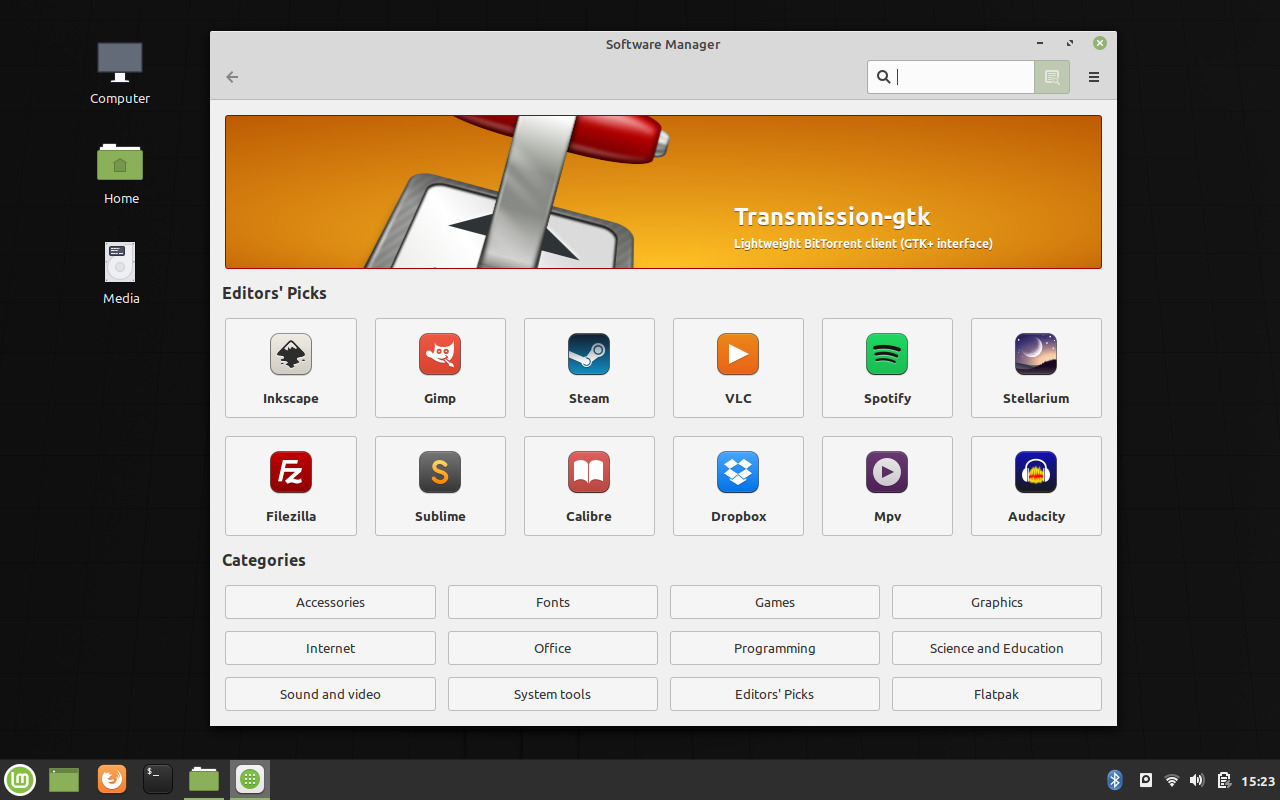 Software Manager
Computer
Home
Media
Transmission-gtk
Lightweight BitTorrent client (GTK+ interface)
Editors' Picks
Inkscape Gimp Steam VLC Spotify Stellarium
Fz S
Filezilla Sublime Calibre Dropbox Mpv Audacity
Categories
Accessories Fonts Games Graphics
Internet Office Programming Science and Education
Sound and video System tools Editors' Picks Flatpak
lm $_ 15:23